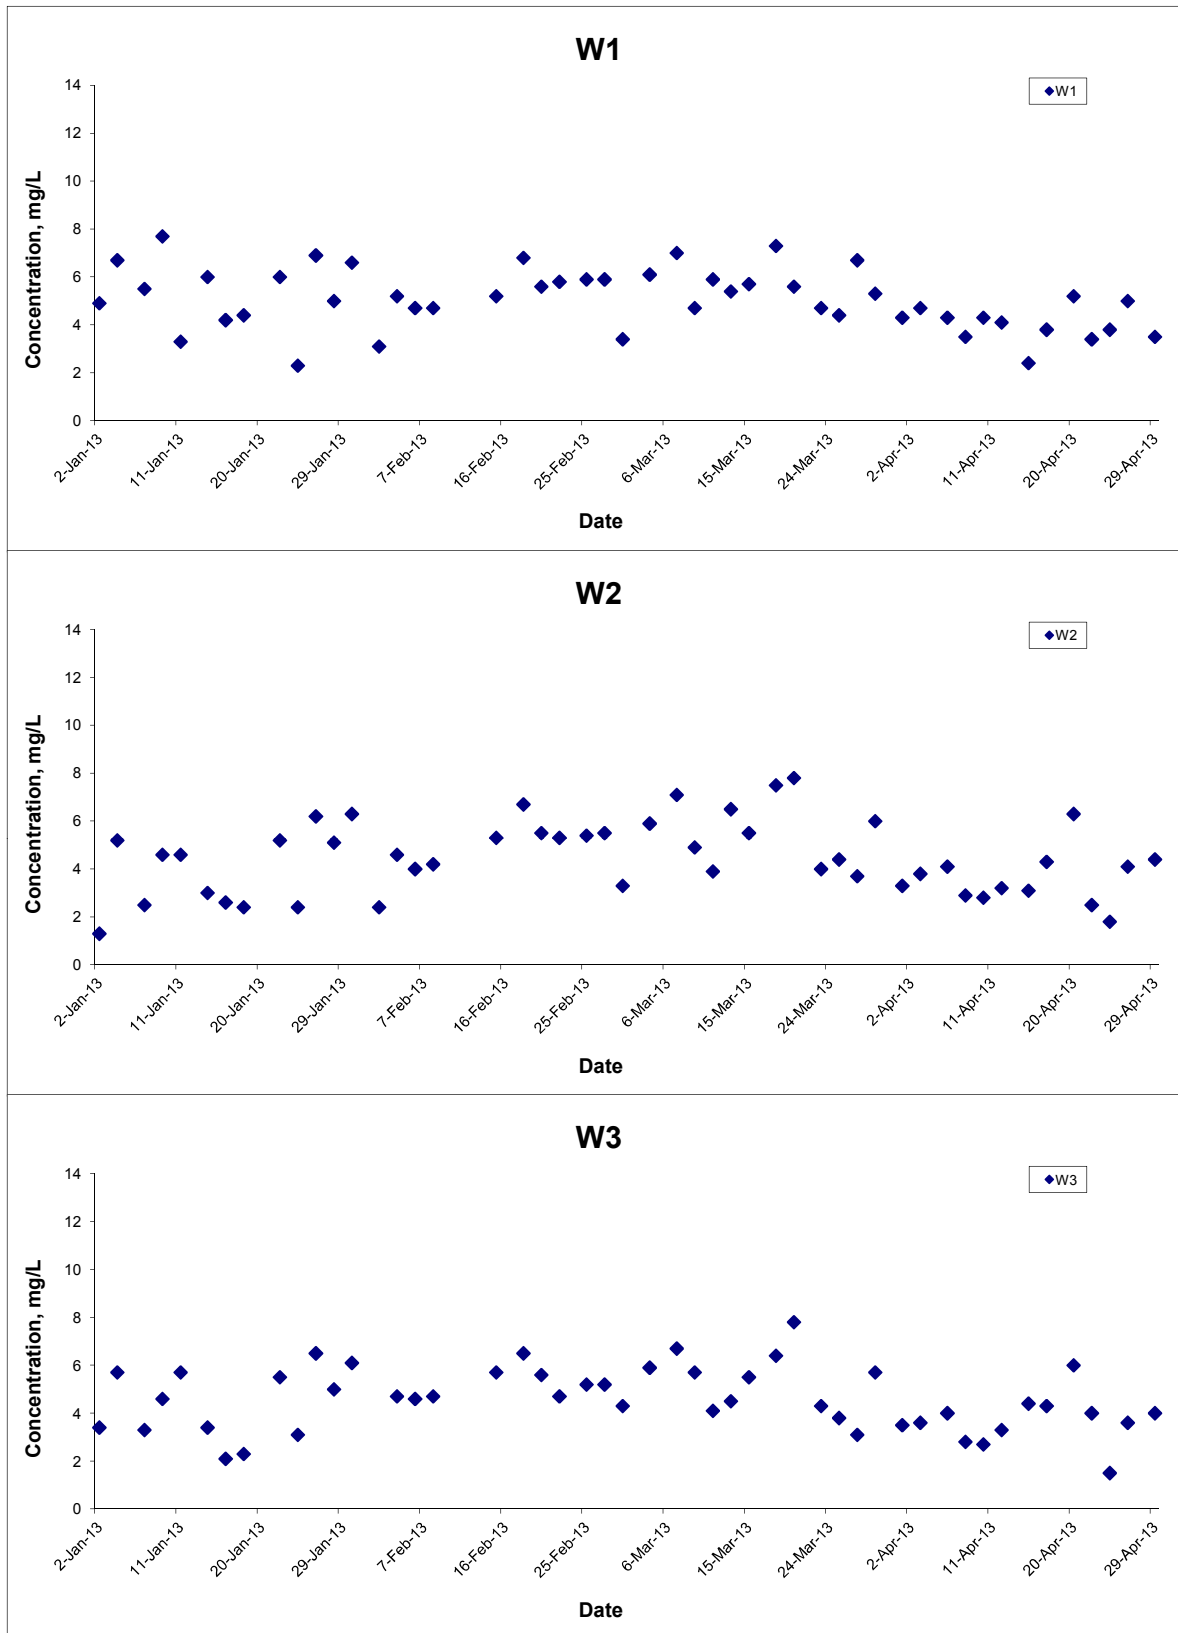 W1
W1
14
12
10
8
6
4
2
0
Concentration, mg/L
2-Jan-13
11-Jan-13
20-Jan-13
29-Jan-13
7-Feb-13
16-Feb-13
25-Feb-13
6-Mar-13
15-Mar-13
24-Mar-13
2-Apr-13
11-Apr-13
20-Apr-13
29-Apr-13
Date
W2
W2
14
12
10
8
6
4
2
0
Concentration, mg/L
2-Jan-13
11-Jan-13
20-Jan-13
29-Jan-13
7-Feb-13
16-Feb-13
25-Feb-13
6-Mar-13
15-Mar-13
24-Mar-13
2-Apr-13
11-Apr-13
20-Apr-13
29-Apr-13
Date
W3
W3
14
12
10
8
6
4
2
0
Concentration, mg/L
2-Jan-13
11-Jan-13
20-Jan-13
29-Jan-13
7-Feb-13
16-Feb-13
25-Feb-13
6-Mar-13
15-Mar-13
24-Mar-13
2-Apr-13
11-Apr-13
20-Apr-13
29-Apr-13
Date